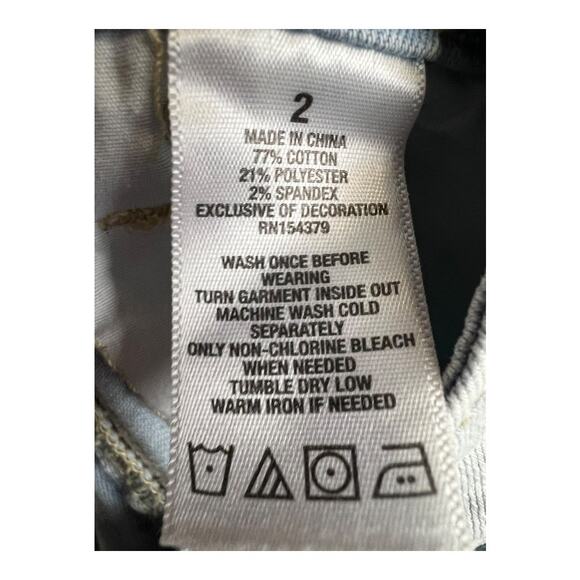 2
MADE IN CHINA
77% COTTON
21% POLYESTER
2% SPANDEX
EXCLUSIVE OF DECORATION
RN154379
WASH ONCE BEFORE
WEARING
TURN GARMENT INSIDE OUT
MACHINE WASH COLD
SEPARATELY
ONLY NON-CHLORINE BLEACH
WHEN NEEDED
TUMBLE DRY LOW
WARM IRON IF NEEDED